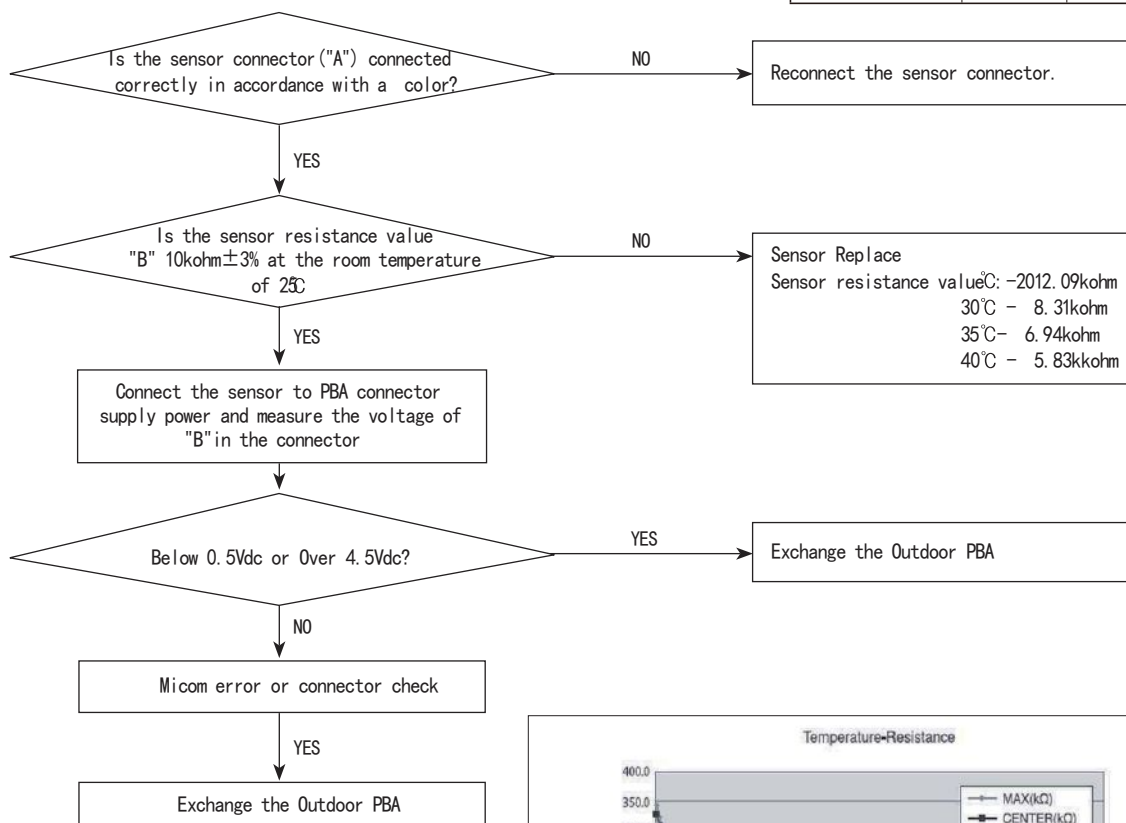 Is the sensor connector ("A") connected
correctly in accordance with a color?
NO
Reconnect the sensor connector.
YES
Is the sensor resistance value
"B" 10kohm±3% at the room temperature
of 25℃
NO
Sensor Replace
Sensor resistance value℃: -2012.09kohm
30℃ - 8.31kohm
35℃- 6.94kohm
40℃ - 5.83kkohm
YES
Connect the sensor to PBA connector
supply power and measure the voltage of
"B"in the connector
Below 0.5Vdc or Over 4.5Vdc?
YES
Exchange the Outdoor PBA
NO
Micom error or connector check
YES
Exchange the Outdoor PBA
Temperature-Resistance
400.0
350.0
MAX(kΩ)
CENTER(kΩ)